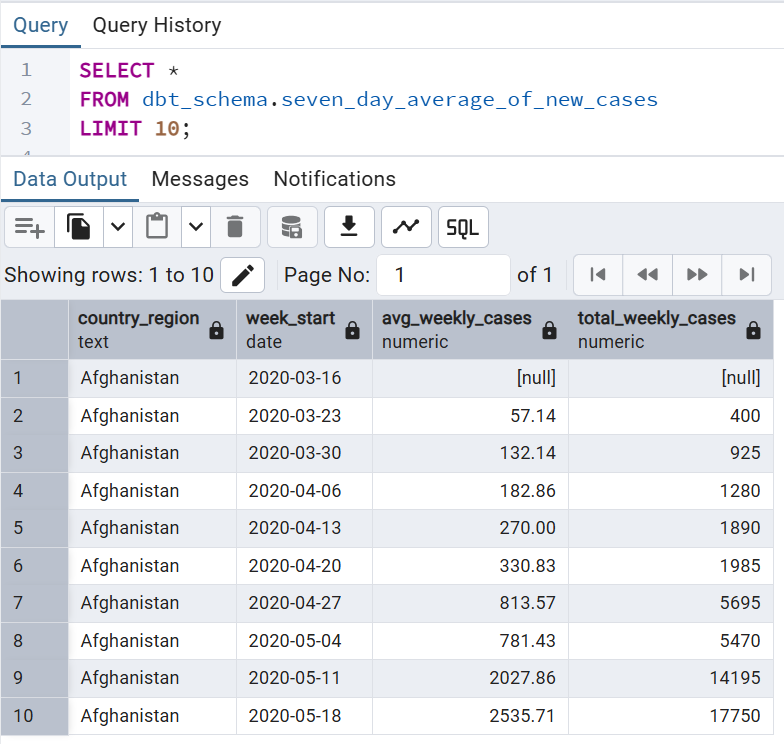 Query Query History
1 SELECT *
2 FROM dbt_schema.seven_day_average_of_new_cases
3 LIMIT 10;
Data Output Messages Notifications
SQL
Showing rows: 1 to 10 Page No: 1 of 1
country_region week_start avg_weekly_cases total_weekly_cases
text date numeric numeric
1 Afghanistan 2020-03-16 [null] [null]
2 Afghanistan 2020-03-23 57.14 400
3 Afghanistan 2020-03-30 132.14 925
4 Afghanistan 2020-04-06 182.86 1280
5 Afghanistan 2020-04-13 270.00 1890
6 Afghanistan 2020-04-20 330.83 1985
7 Afghanistan 2020-04-27 813.57 5695
8 Afghanistan 2020-05-04 781.43 5470
9 Afghanistan 2020-05-11 2027.86 14195
10 Afghanistan 2020-05-18 2535.71 17750